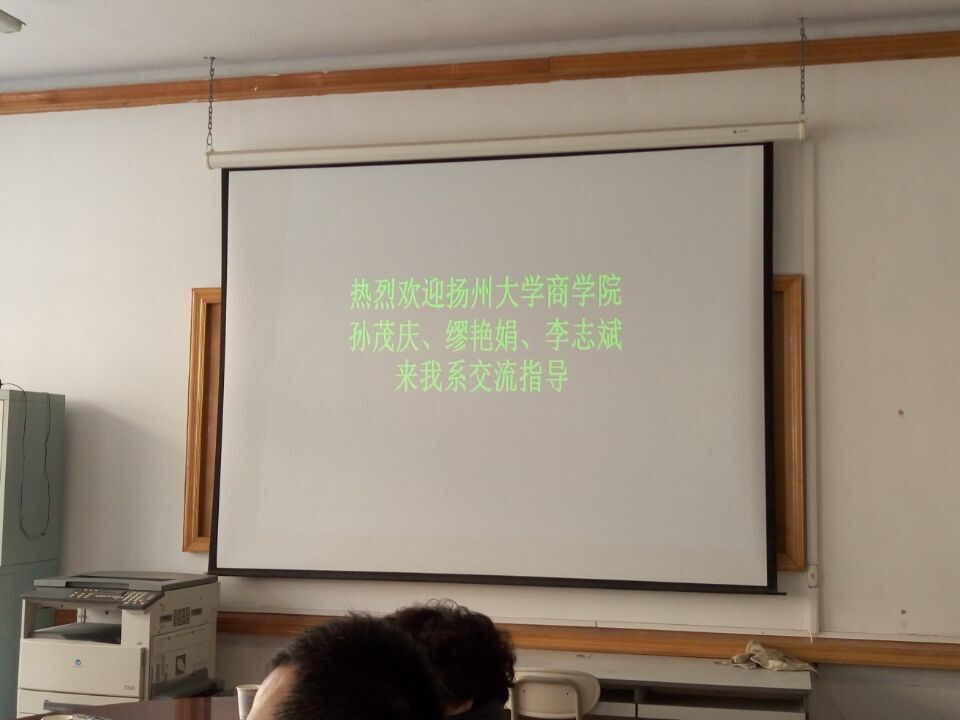 热烈欢迎扬州大学商学院
孙茂庆、缪艳娟、李志斌
来我系交流指导